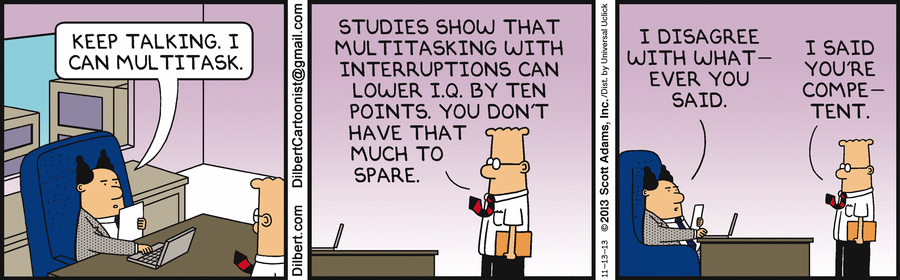 KEEP TALKING. I
CAN MULTITASK.
Dilbert.com DilbertCartoonist@gmail.com
STUDIES SHOW THAT
MULTITASKING WITH
INTERRUPTIONS CAN
LOWER I.Q. BY TEN
POINTS. YOU DON'T
HAVE THAT
MUCH TO
SPARE.
11-13-13 ©2013 Scott Adams, Inc./Dist. by Universal Uclick
I DISAGREE
WITH WHAT-
EVER YOU
SAID.
I SAID
YOU'RE
COMPE-
TENT.